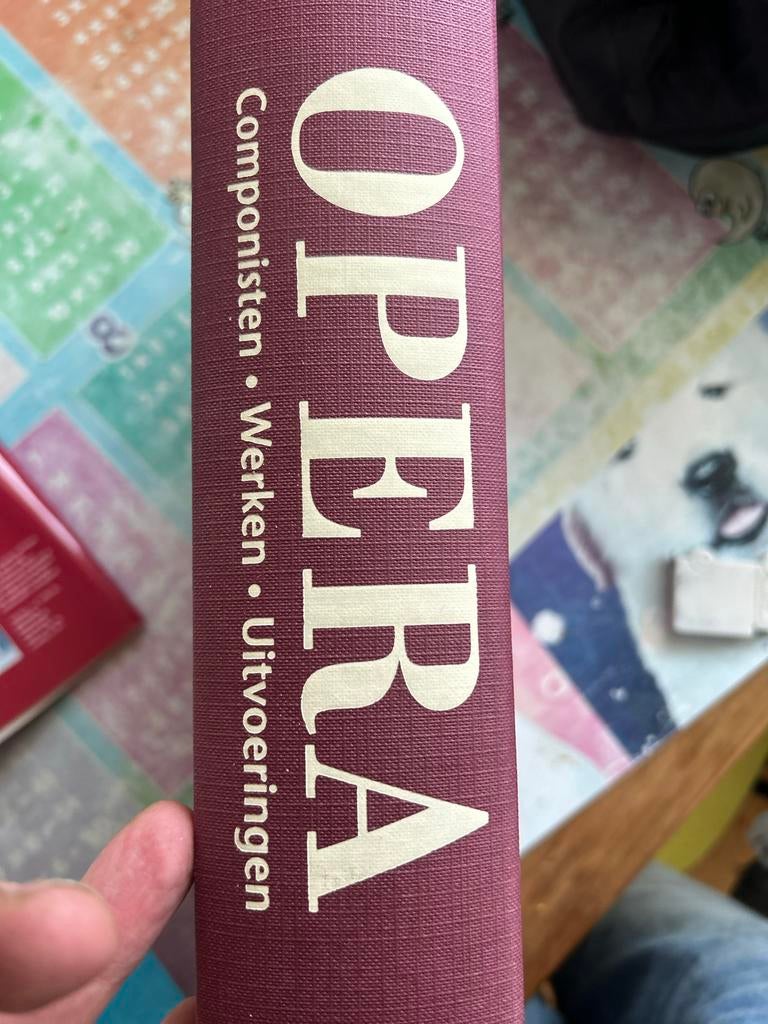 OPERA
Componisten • Werken • Uitvoeringen